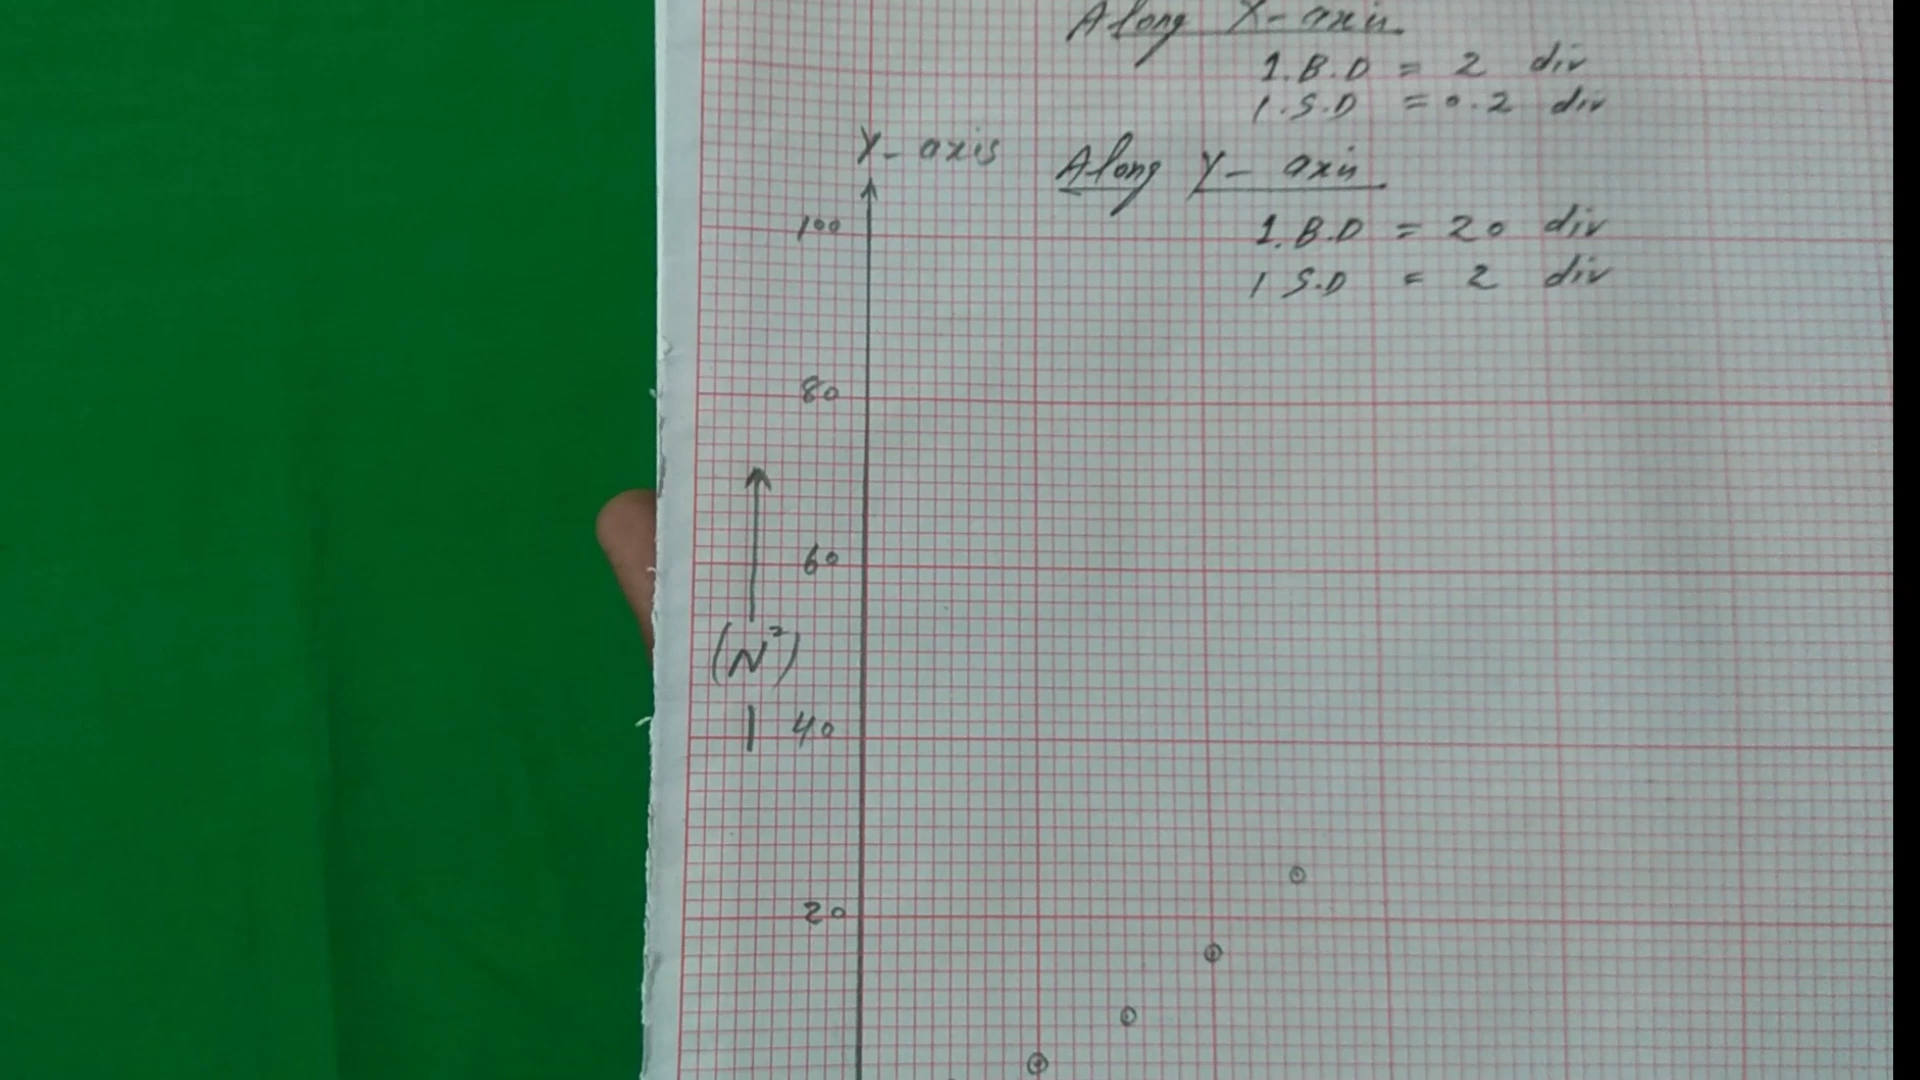 Along X-axis
1.B.D = 2 div
1.S.D = 0.2 div
Y-axis
Along Y-axis
100
1.B.D = 20 div
1 S.D = 2 div
80
60
(N²)
40
20